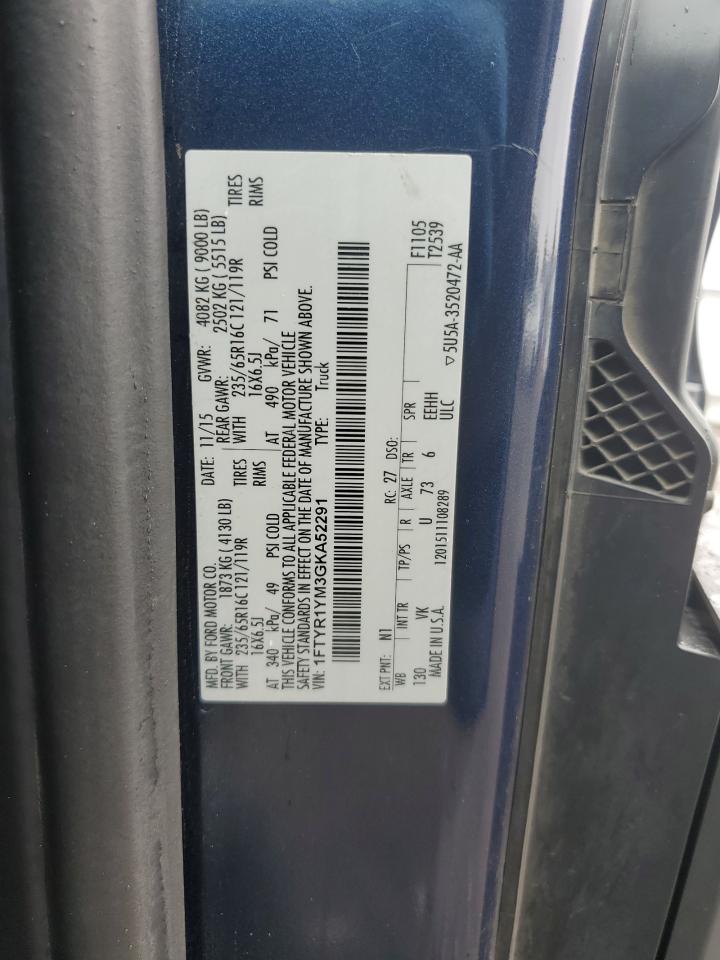 MFD. BY FORD MOTOR CO. DATE: 11/15 GVWR: 4082 KG ( 9000 LB)
FRONT GAWR: 1873 KG ( 4130 LB) REAR GAWR: 2502 KG ( 5515 LB)
WITH 235/65R16C 121/119R TIRES WITH 235/65R16C 121/119R TIRES
16X6.5J RIMS 16X6.5J RIMS
AT 340 kPa/ 49 PSI COLD AT 490 kPa/ 71 PSI COLD
THIS VEHICLE CONFORMS TO ALL APPLICABLE FEDERAL MOTOR VEHICLE
SAFETY STANDARDS IN EFFECT ON THE DATE OF MANUFACTURE SHOWN ABOVE.
VIN: 1FTYR1YM3GKA52291 TYPE: Truck
EXT PNT: N1 RC: 27 DSO: F1105
WB INT TR TP/PS R AXLE TR SPR T2539
130 VK U 73 6 EEHH
MADE IN U.S.A. 1201511108289 ULC ▽5U5A-3520472-AA